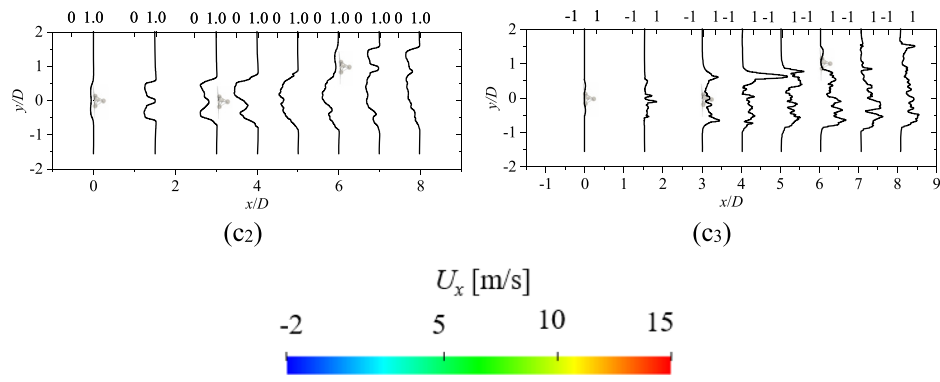 0 1.0 0 1.0 0 1.0 0 1.0 0 1.0 0 1.0 0 1.0 0 1.0
2
1
0
-1
-2
y/D
0 2 4 6 8
x/D
(c2)
-1 1 -1 1 -1 1 -1 1 -1 1 -1 1 -1 1 -1 1
2
1
0
-1
-2
y/D
-1 0 1 2 3 4 5 6 7 8 9
x/D
(c3)
Ux [m/s]
-2 5 10 15